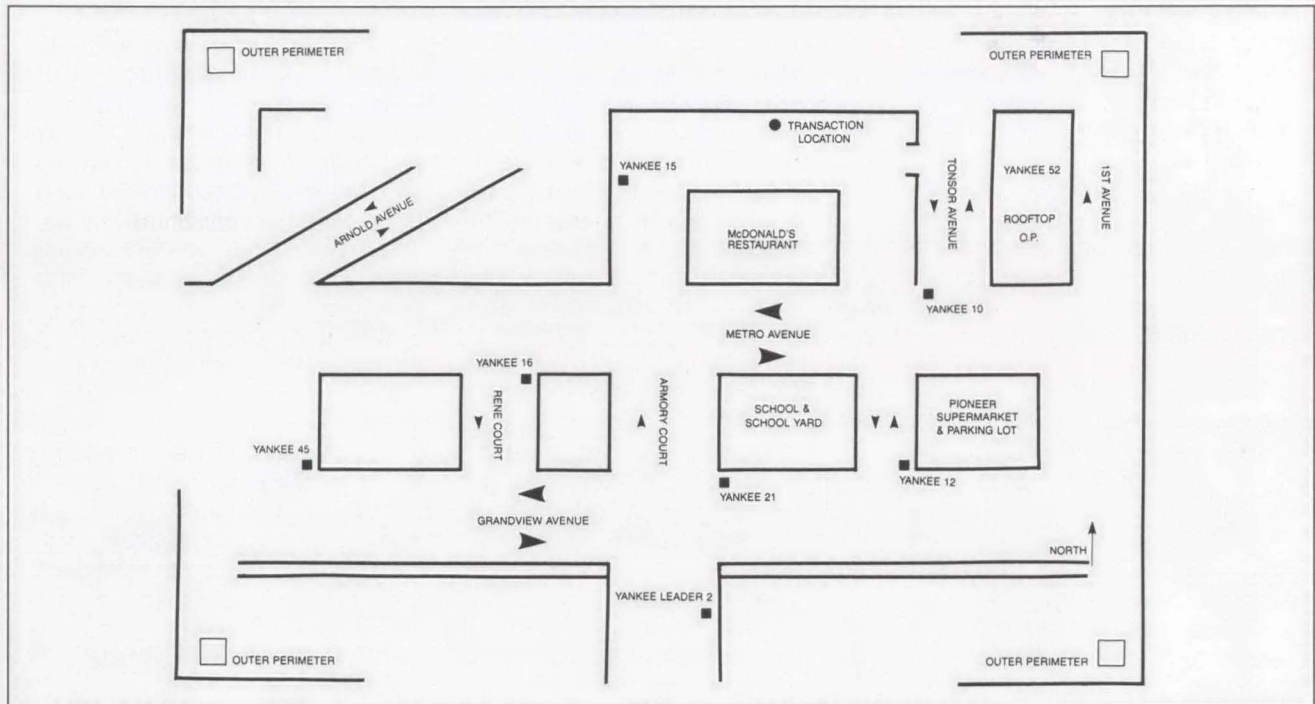 OUTER PERIMETER
OUTER PERIMETER
TRANSACTION
LOCATION
YANKEE 15
ARNOLD AVENUE
McDONALD'S
RESTAURANT
TONSOR AVENUE
YANKEE 52
ROOFTOP
O.P.
1ST AVENUE
YANKEE 10
METRO AVENUE
YANKEE 16
RENE COURT
ARMORY COURT
SCHOOL &
SCHOOL YARD
PIONEER
SUPERMARKET
& PARKING LOT
YANKEE 45
YANKEE 21
YANKEE 12
GRANDVIEW AVENUE
NORTH
YANKEE LEADER 2
OUTER PERIMETER
OUTER PERIMETER